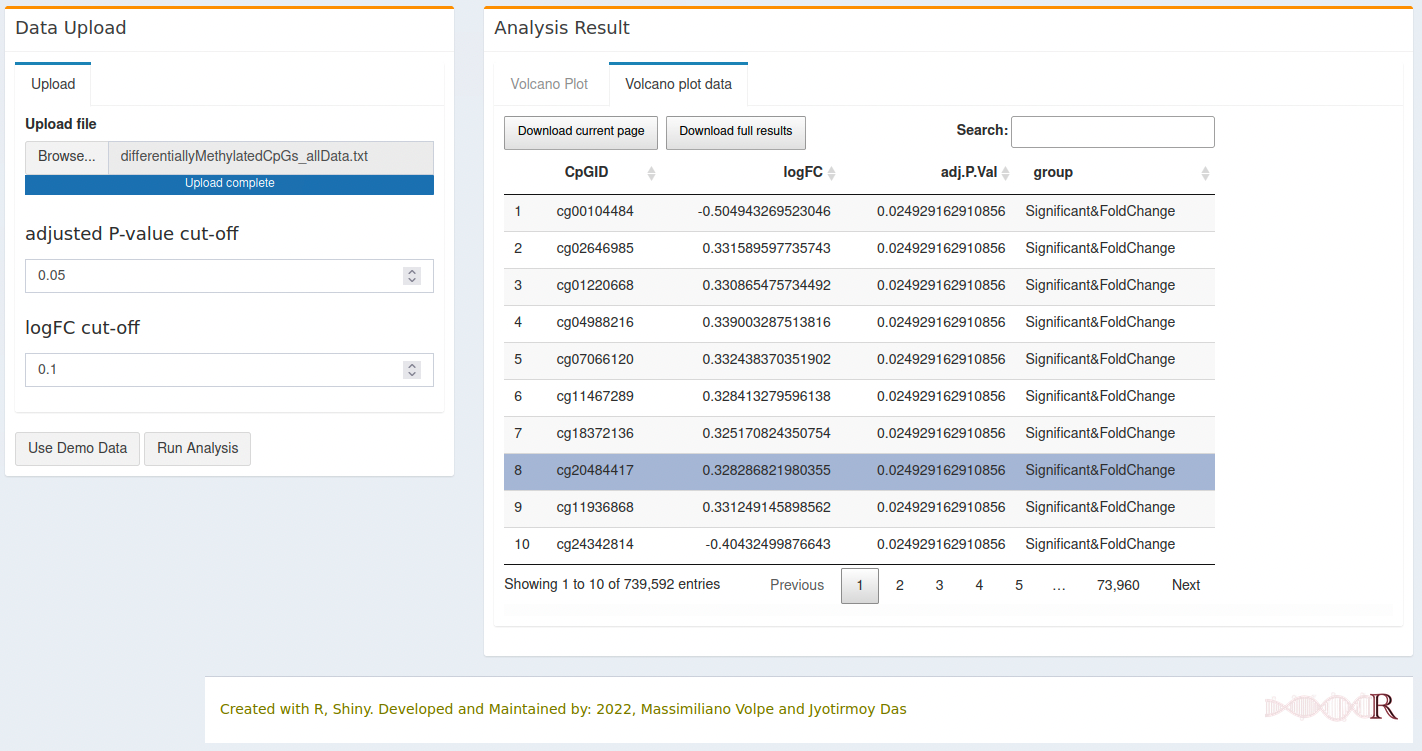 Data Upload
Upload
Upload file
Browse... differentiallyMethylatedCpGs_allData.txt
Upload complete
adjusted P-value cut-off
0.05
logFC cut-off
0.1
Use Demo Data Run Analysis
Analysis Result
Volcano Plot Volcano plot data
Download current page Download full results Search:
CpGID logFC adj.P.Val group
1 cg00104484 -0.504943269523046 0.024929162910856 Significant&FoldChange
2 cg02646985 0.331589597735743 0.024929162910856 Significant&FoldChange
3 cg01220668 0.330865475734492 0.024929162910856 Significant&FoldChange
4 cg04988216 0.339003287513816 0.024929162910856 Significant&FoldChange
5 cg07066120 0.332438370351902 0.024929162910856 Significant&FoldChange
6 cg11467289 0.328413279596138 0.024929162910856 Significant&FoldChange
7 cg18372136 0.325170824350754 0.024929162910856 Significant&FoldChange
8 cg20484417 0.328286821980355 0.024929162910856 Significant&FoldChange
9 cg11936868 0.331249145898562 0.024929162910856 Significant&FoldChange
10 cg24342814 -0.40432499876643 0.024929162910856 Significant&FoldChange
Showing 1 to 10 of 739,592 entries Previous 1 2 3 4 5 … 73,960 Next
Created with R, Shiny. Developed and Maintained by: 2022, Massimiliano Volpe and Jyotirmoy Das
R